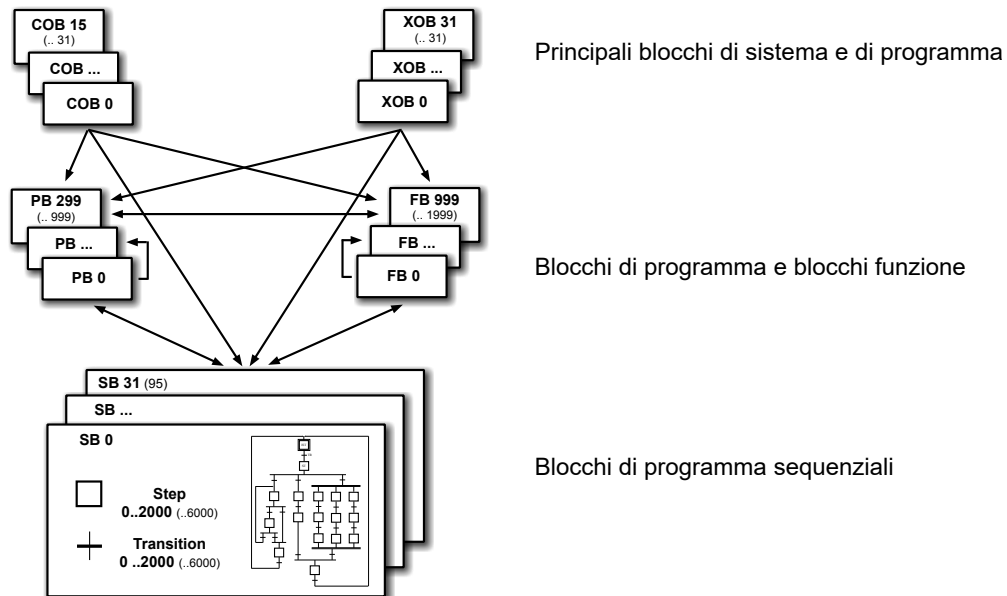 COB 15
(.. 31)
COB ...
COB 0
XOB 31
(.. 31)
XOB ...
XOB 0
Principali blocchi di sistema e di programma
PB 299
(.. 999)
PB ...
PB 0
FB 999
(.. 1999)
FB ...
FB 0
Blocchi di programma e blocchi funzione
SB 31 (95)
SB ...
SB 0
Step
0..2000 (..6000)
Transition
0 ..2000 (..6000)
Blocchi di programma sequenziali